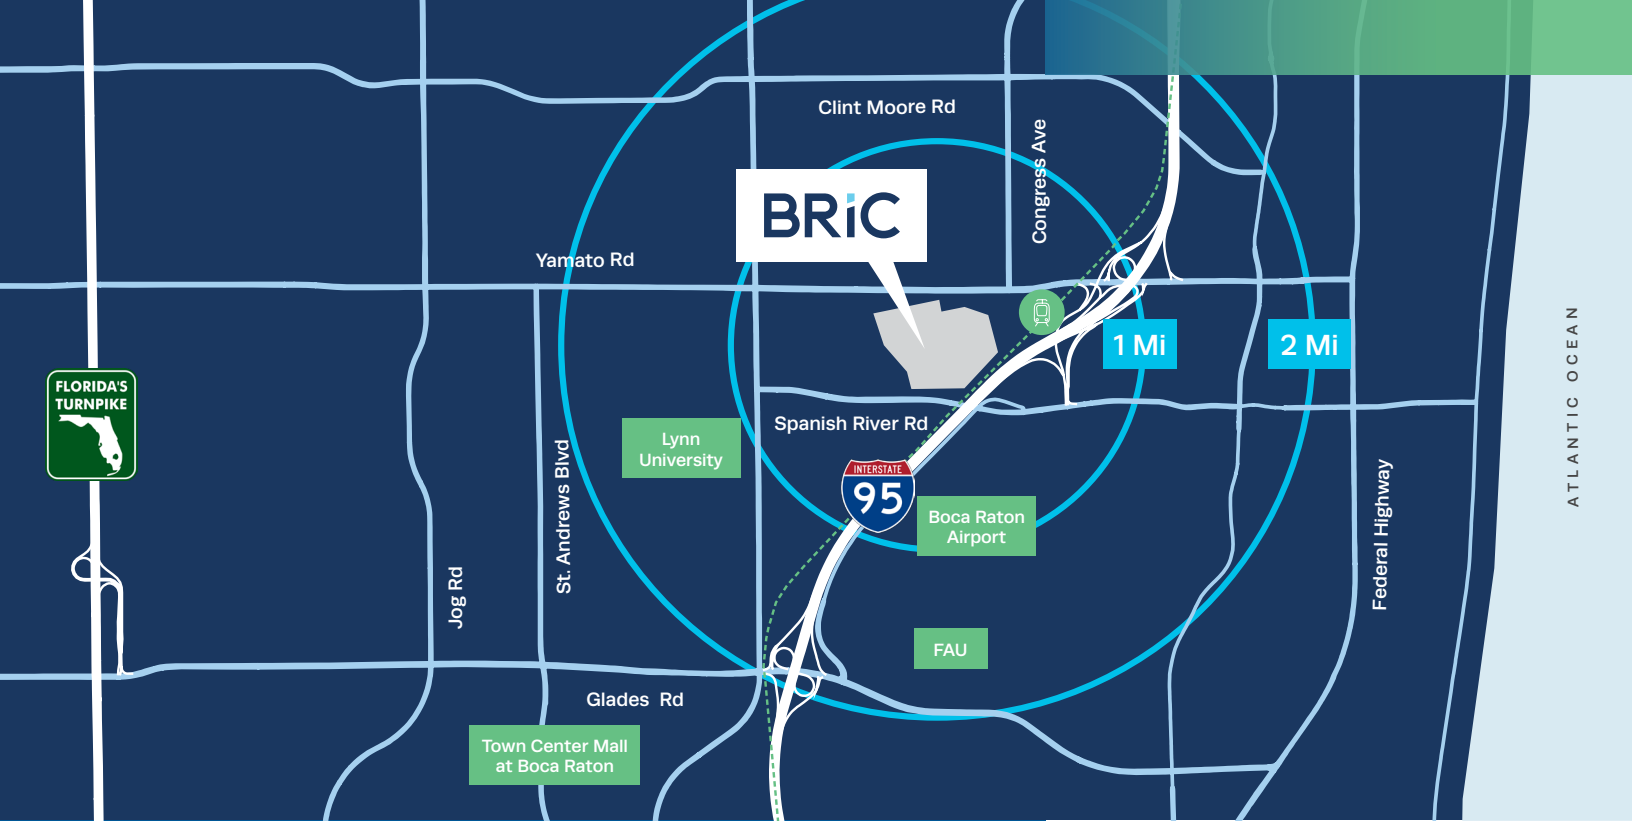 Clint Moore Rd
Congress Ave
BRiC
Yamato Rd
1 Mi
2 Mi
ATLANTIC OCEAN
FLORIDA'S
TURNPIKE
Spanish River Rd
Lynn
University
St. Andrews Blvd
INTERSTATE
95
Boca Raton
Airport
Federal Highway
Jog Rd
FAU
Glades Rd
Town Center Mall
at Boca Raton